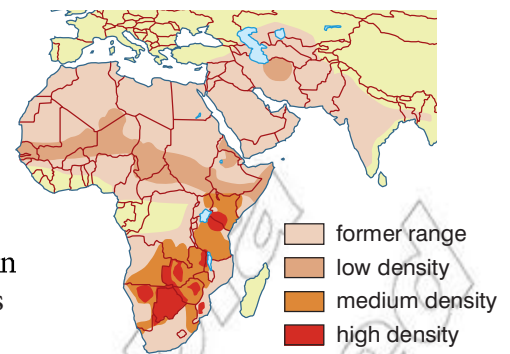 former range
low density
medium density
high density
n
s